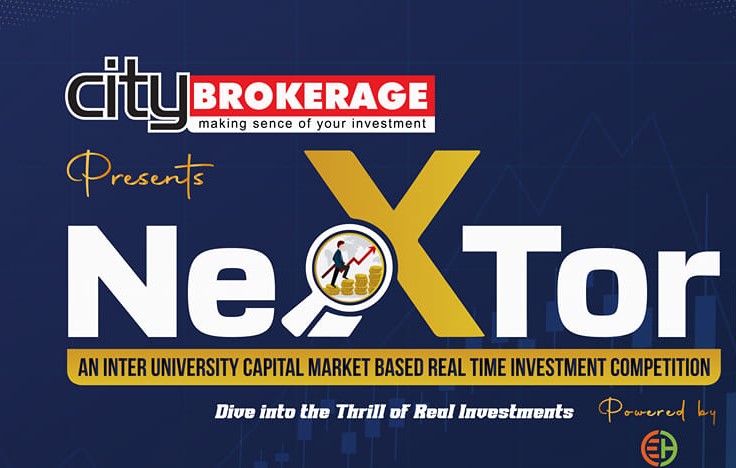 city BROKERAGE
making sence of your investment
Presents
NeXTor
AN INTER UNIVERSITY CAPITAL MARKET BASED REAL TIME INVESTMENT COMPETITION
Dive into the Thrill of Real Investments
Powered by
EH